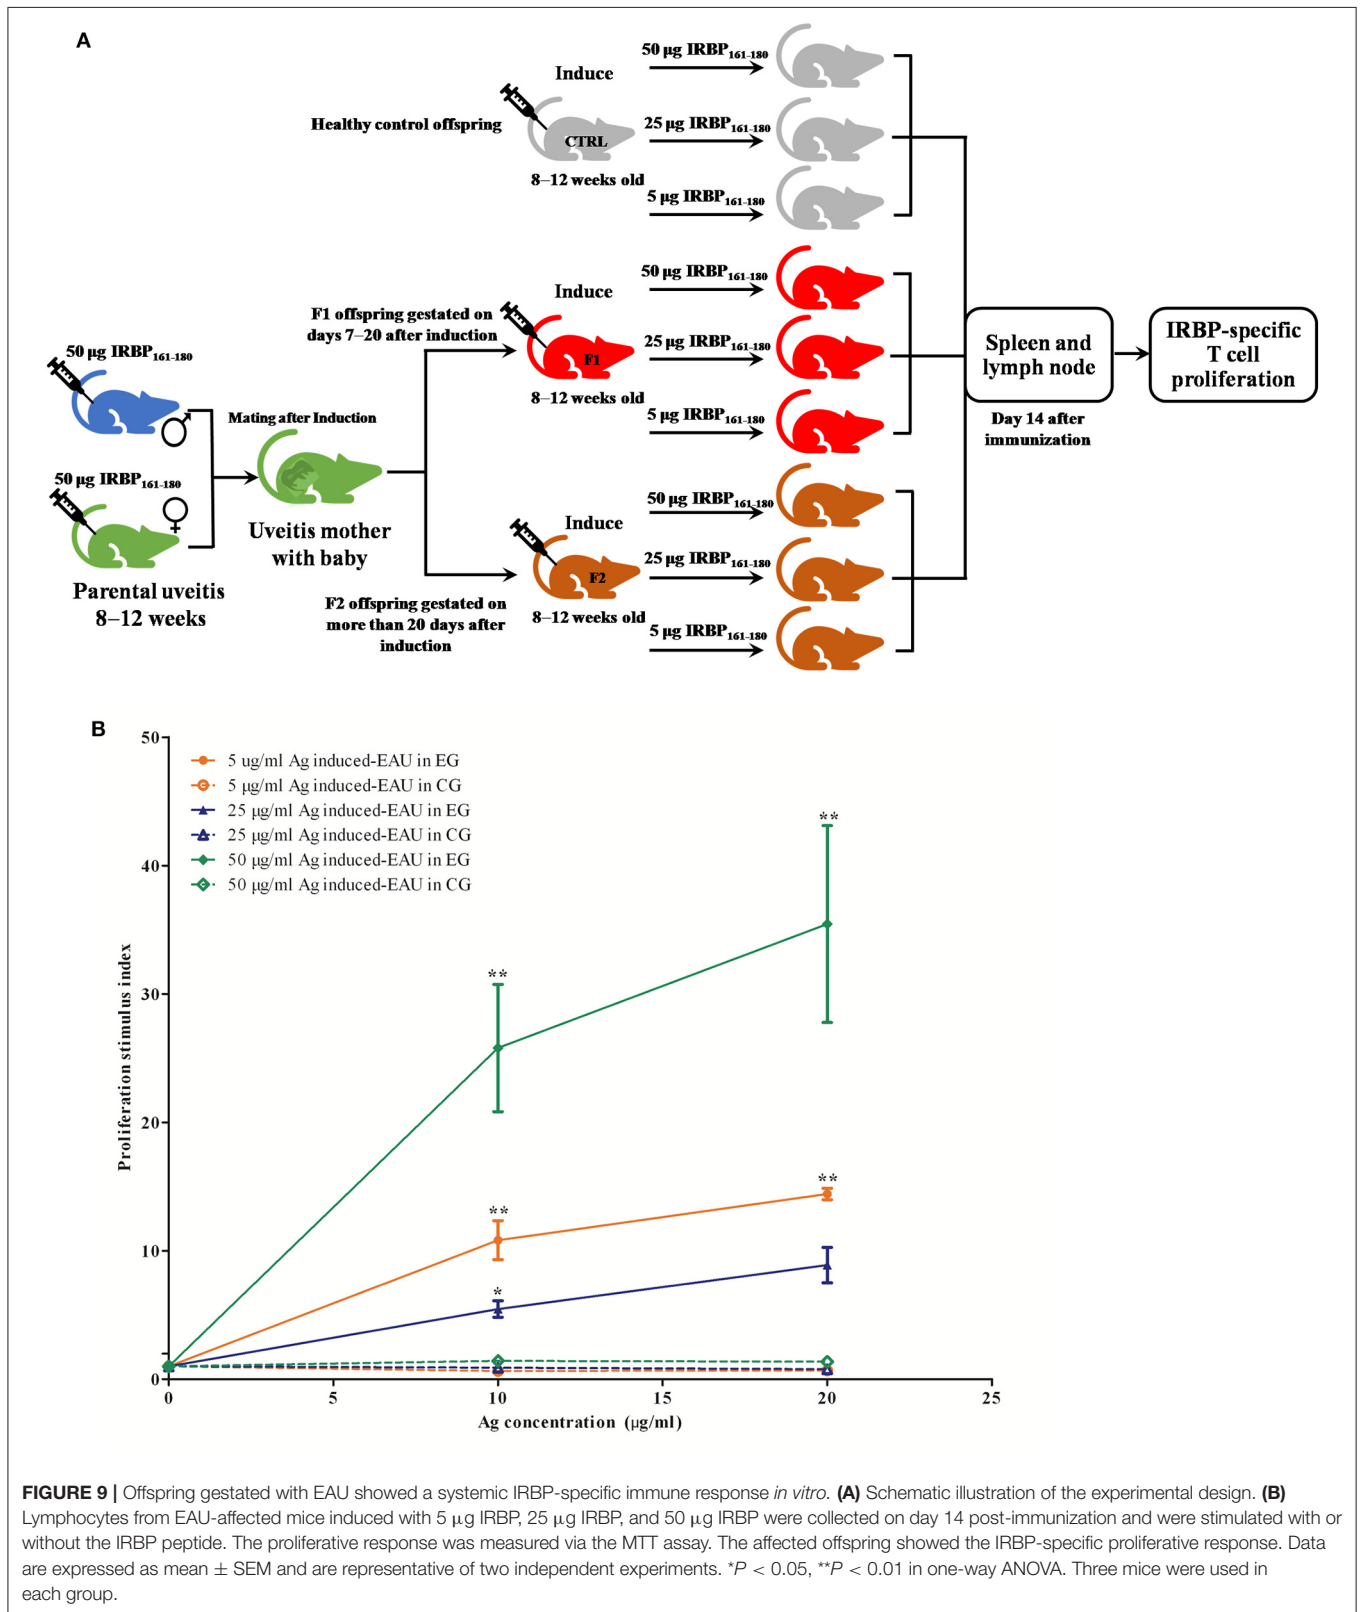 A
Healthy control offspring
Induce
CTRL
8–12 weeks old
50 μg IRBP161-180
25 μg IRBP161-180
5 μg IRBP161-180
50 μg IRBP161-180
50 μg IRBP161-180
Parental uveitis
8–12 weeks
Mating after Induction
Uveitis mother
with baby
F1 offspring gestated on
days 7–20 after induction
Induce
F1
8–12 weeks old
50 μg IRBP161-180
25 μg IRBP161-180
5 μg IRBP161-180
F2 offspring gestated on
more than 20 days after
induction
Induce
F2
8–12 weeks old
50 μg IRBP161-180
25 μg IRBP161-180
5 μg IRBP161-180
Spleen and
lymph node
Day 14 after
immunization
IRBP-specific
T cell
proliferation
B
5 ug/ml Ag induced-EAU in EG
5 μg/ml Ag induced-EAU in CG
25 μg/ml Ag induced-EAU in EG
25 μg/ml Ag induced-EAU in CG
50 μg/ml Ag induced-EAU in EG
50 μg/ml Ag induced-EAU in CG
Proliferation stimulus index
50
40
30
20
10
0
**
**
**
**
*
0 5 10 15 20 25
Ag concentration (μg/ml)
FIGURE 9 | Offspring gestated with EAU showed a systemic IRBP-specific immune response in vitro. (A) Schematic illustration of the experimental design. (B)
Lymphocytes from EAU-affected mice induced with 5 μg IRBP, 25 μg IRBP, and 50 μg IRBP were collected on day 14 post-immunization and were stimulated with or
without the IRBP peptide. The proliferative response was measured via the MTT assay. The affected offspring showed the IRBP-specific proliferative response. Data
are expressed as mean ± SEM and are representative of two independent experiments. *P < 0.05, **P < 0.01 in one-way ANOVA. Three mice were used in
each group.